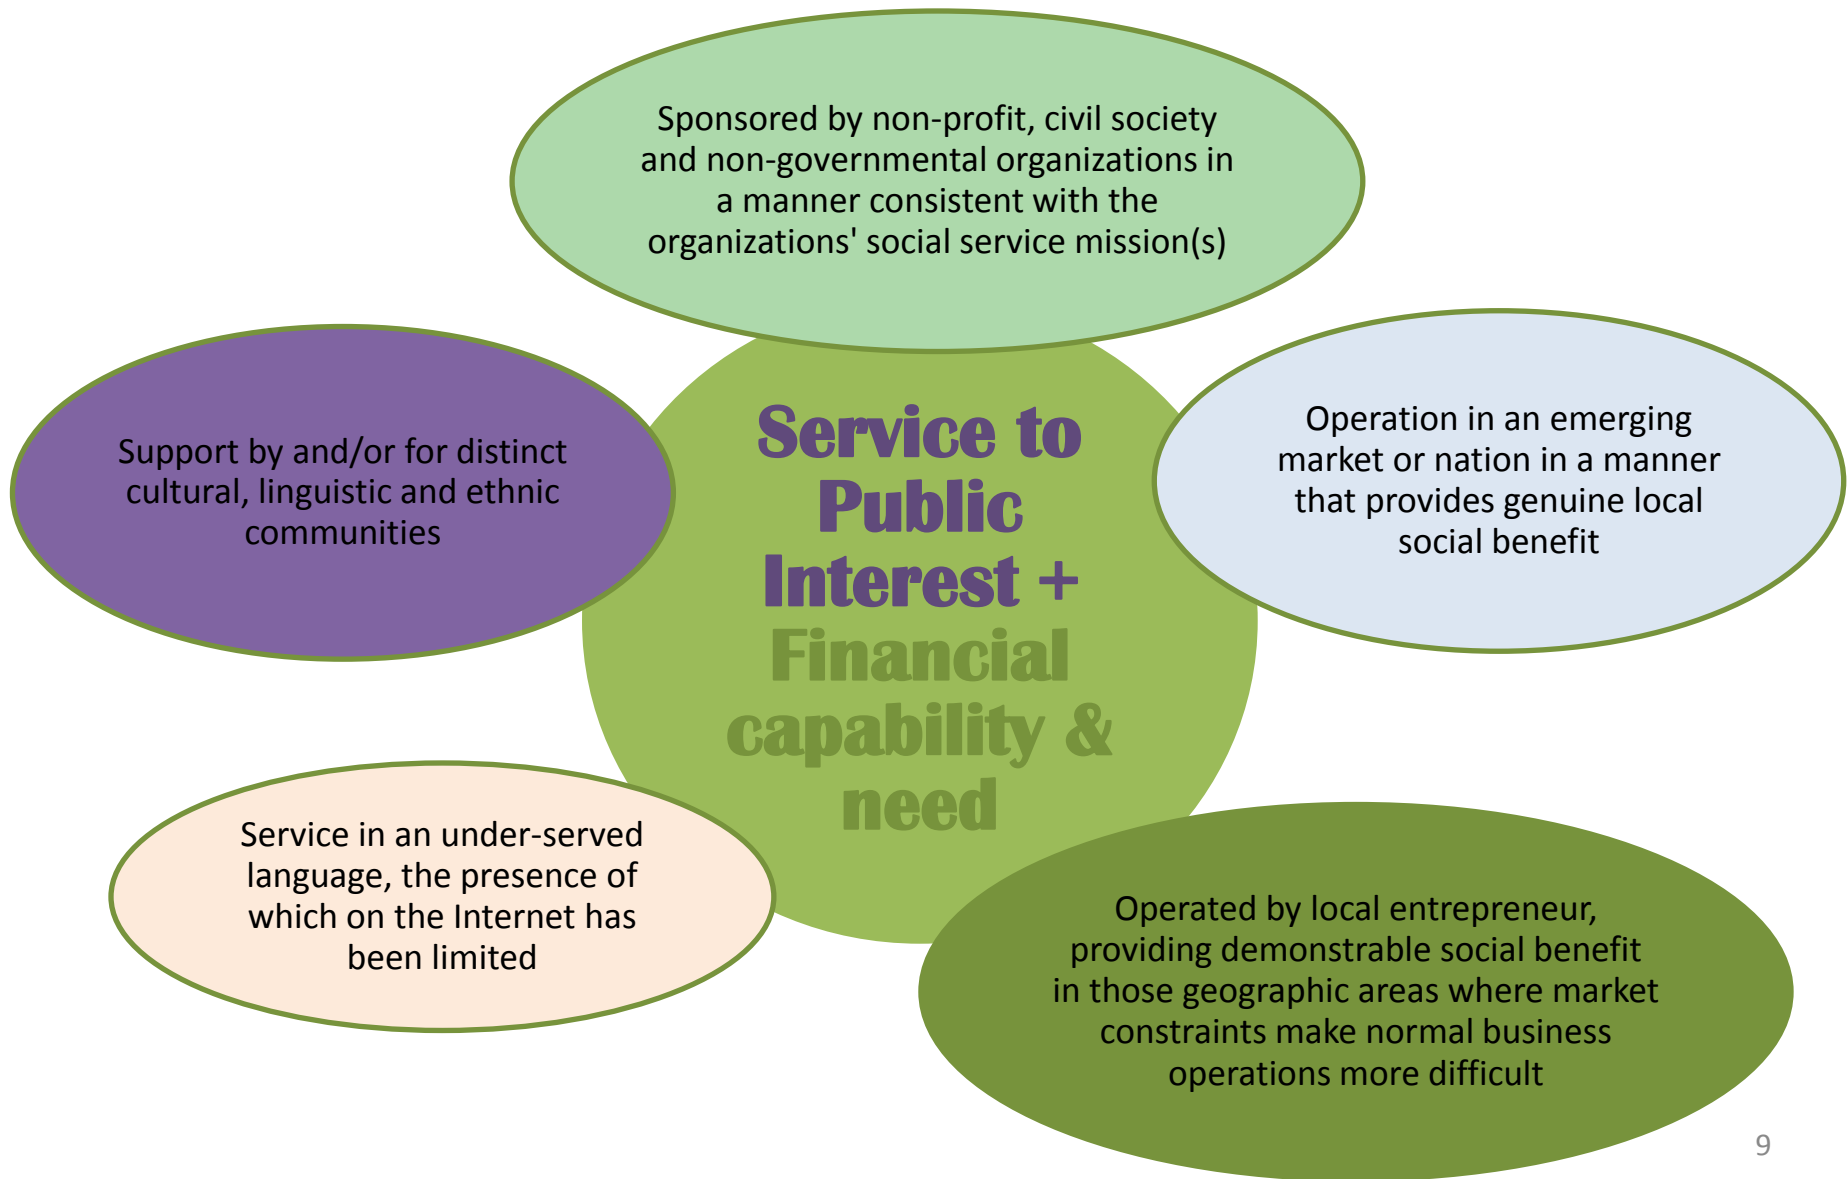 Sponsored by non-profit, civil society
and non-governmental organizations in
a manner consistent with the
organizations' social service mission(s)
Support by and/or for distinct
cultural, linguistic and ethnic
communities
Service to
Public
Interest +
Financial
capability &
need
Operation in an emerging
market or nation in a manner
that provides genuine local
social benefit
Service in an under-served
language, the presence of
which on the Internet has
been limited
Operated by local entrepreneur,
providing demonstrable social benefit
in those geographic areas where market
constraints make normal business
operations more difficult
9